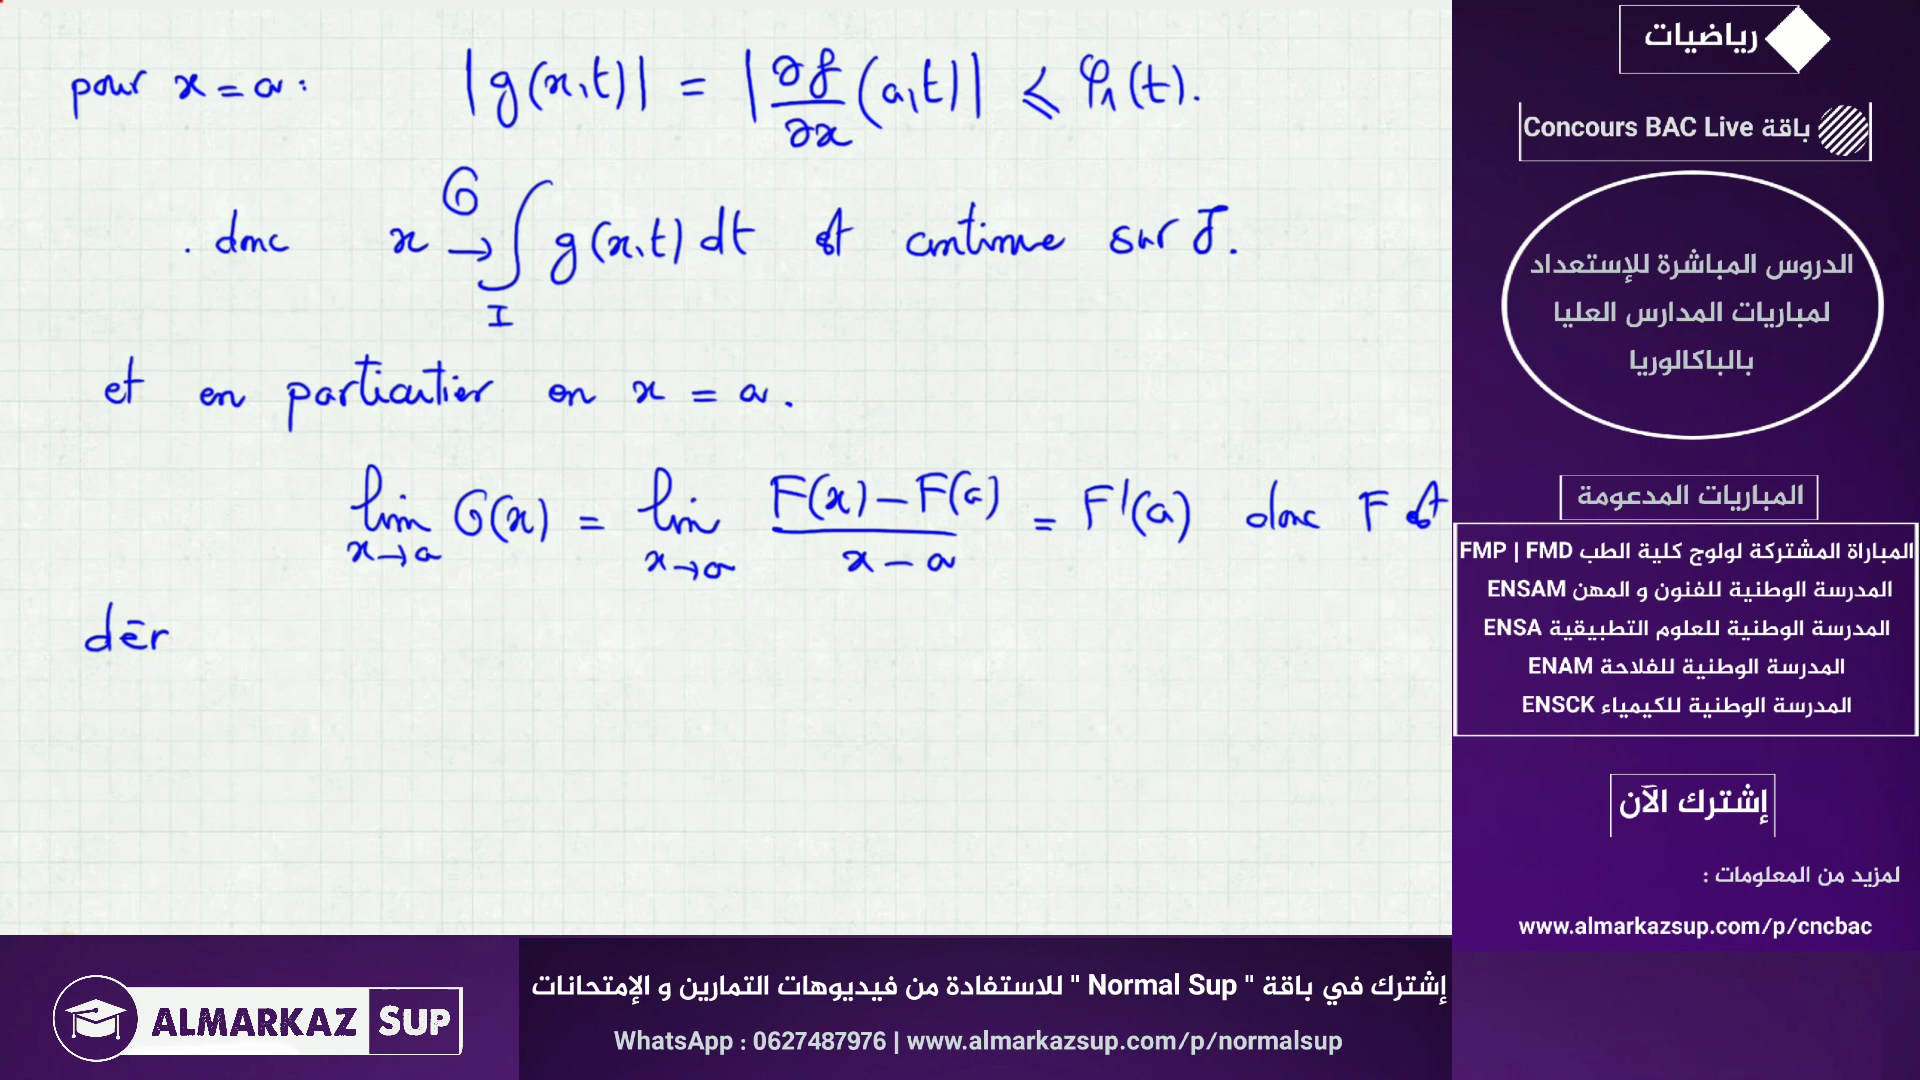 pour x = a : |g(x,t)| = |∂f/∂x (a,t)| ⩽ φ₁(t).
. donc x →ᴳ ∫_I g(x,t) dt est continue sur J.
et en particulier en x = a.
lim_{x→a} G(x) = lim_{x→a} (F(x) – F(a))/(x – a) = F'(a) donc F est
dér
رياضيات
باقة Concours BAC Live
الدروس المباشرة للإستعداد
لمباريات المدارس العليا
بالباكالوريا
المباريات المدعومة
المباراة المشتركة لولوج كلية الطب FMP | FMD
المدرسة الوطنية للفنون و المهن ENSAM
المدرسة الوطنية للعلوم التطبيقية ENSA
المدرسة الوطنية للفلاحة ENAM
المدرسة الوطنية للكيمياء ENSCK
إشترك الآن
لمزيد من المعلومات :
www.almarkazsup.com/p/cncbac
ALMARKAZ SUP
إشترك في باقة " Normal Sup " للاستفادة من فيديوهات التمارين و الإمتحانات
WhatsApp : 0627487976 | www.almarkazsup.com/p/normalsup